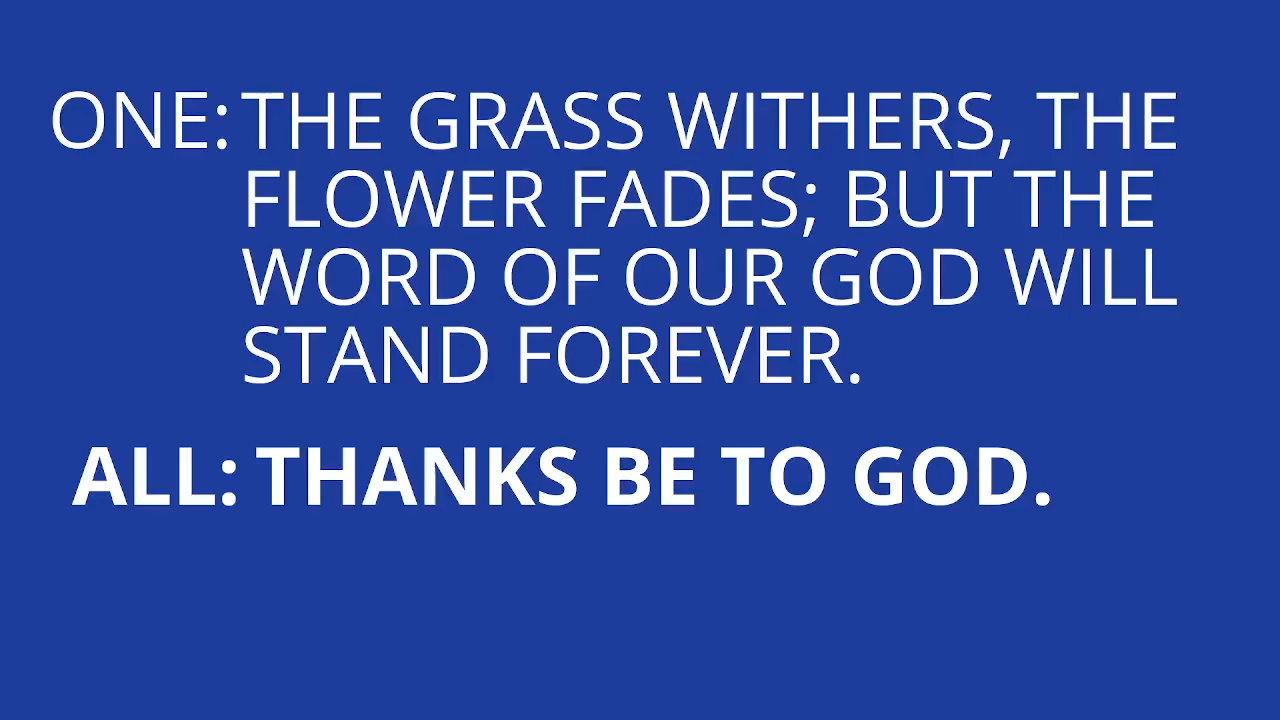 ONE: THE GRASS WITHERS, THE
FLOWER FADES; BUT THE
WORD OF OUR GOD WILL
STAND FOREVER.
ALL: THANKS BE TO GOD.